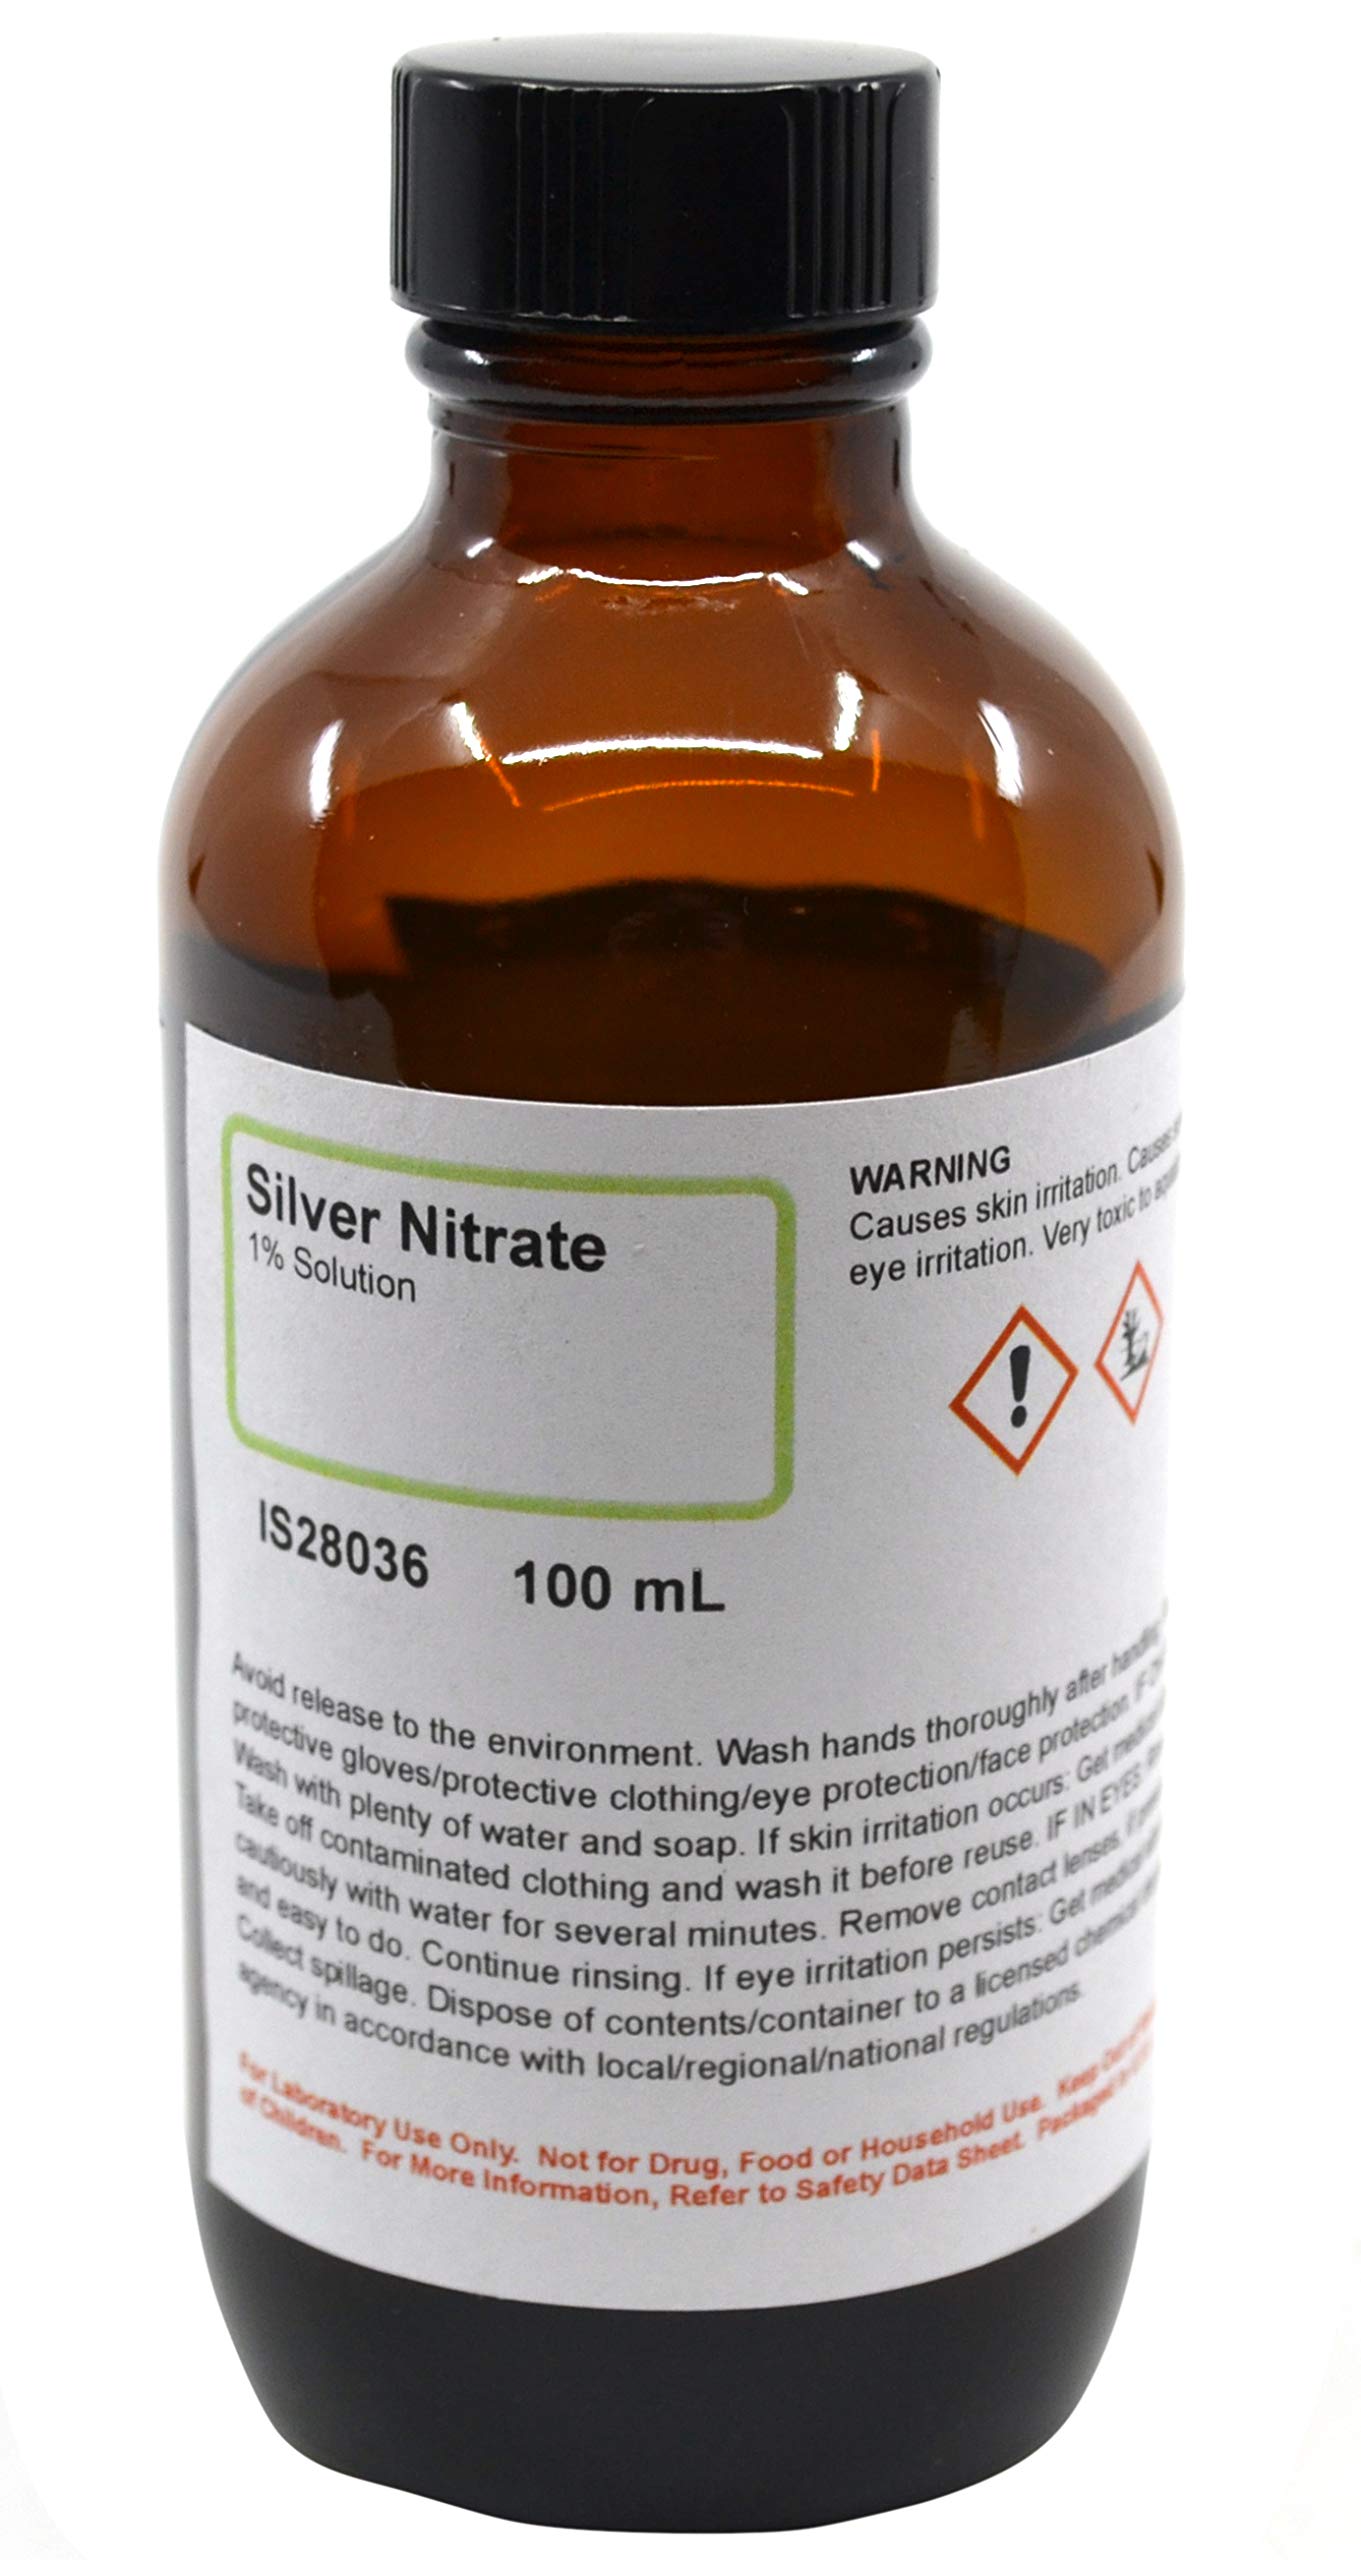 Silver Nitrate
1% Solution
WARNING
Causes skin irritation. Causes
eye irritation. Very toxic to
IS28036 100 mL
Avoid release to the environment. Wash hands thoroughly after handling.
protective gloves/protective clothing/eye protection/face protection. IF
Wash with plenty of water and soap. If skin irritation occurs: Get
Take off contaminated clothing and wash it before reuse. IF IN EYES:
cautiously with water for several minutes. Remove contact lenses, if
and easy to do. Continue rinsing. If eye irritation persists: Get
Collect spillage. Dispose of contents/container to a licensed chemical
agency in accordance with local/regional/national regulations.
For Laboratory Use Only. Not for Drug, Food or Household Use. Keep
of Children. For More Information, Refer to Safety Data Sheet. Packaged